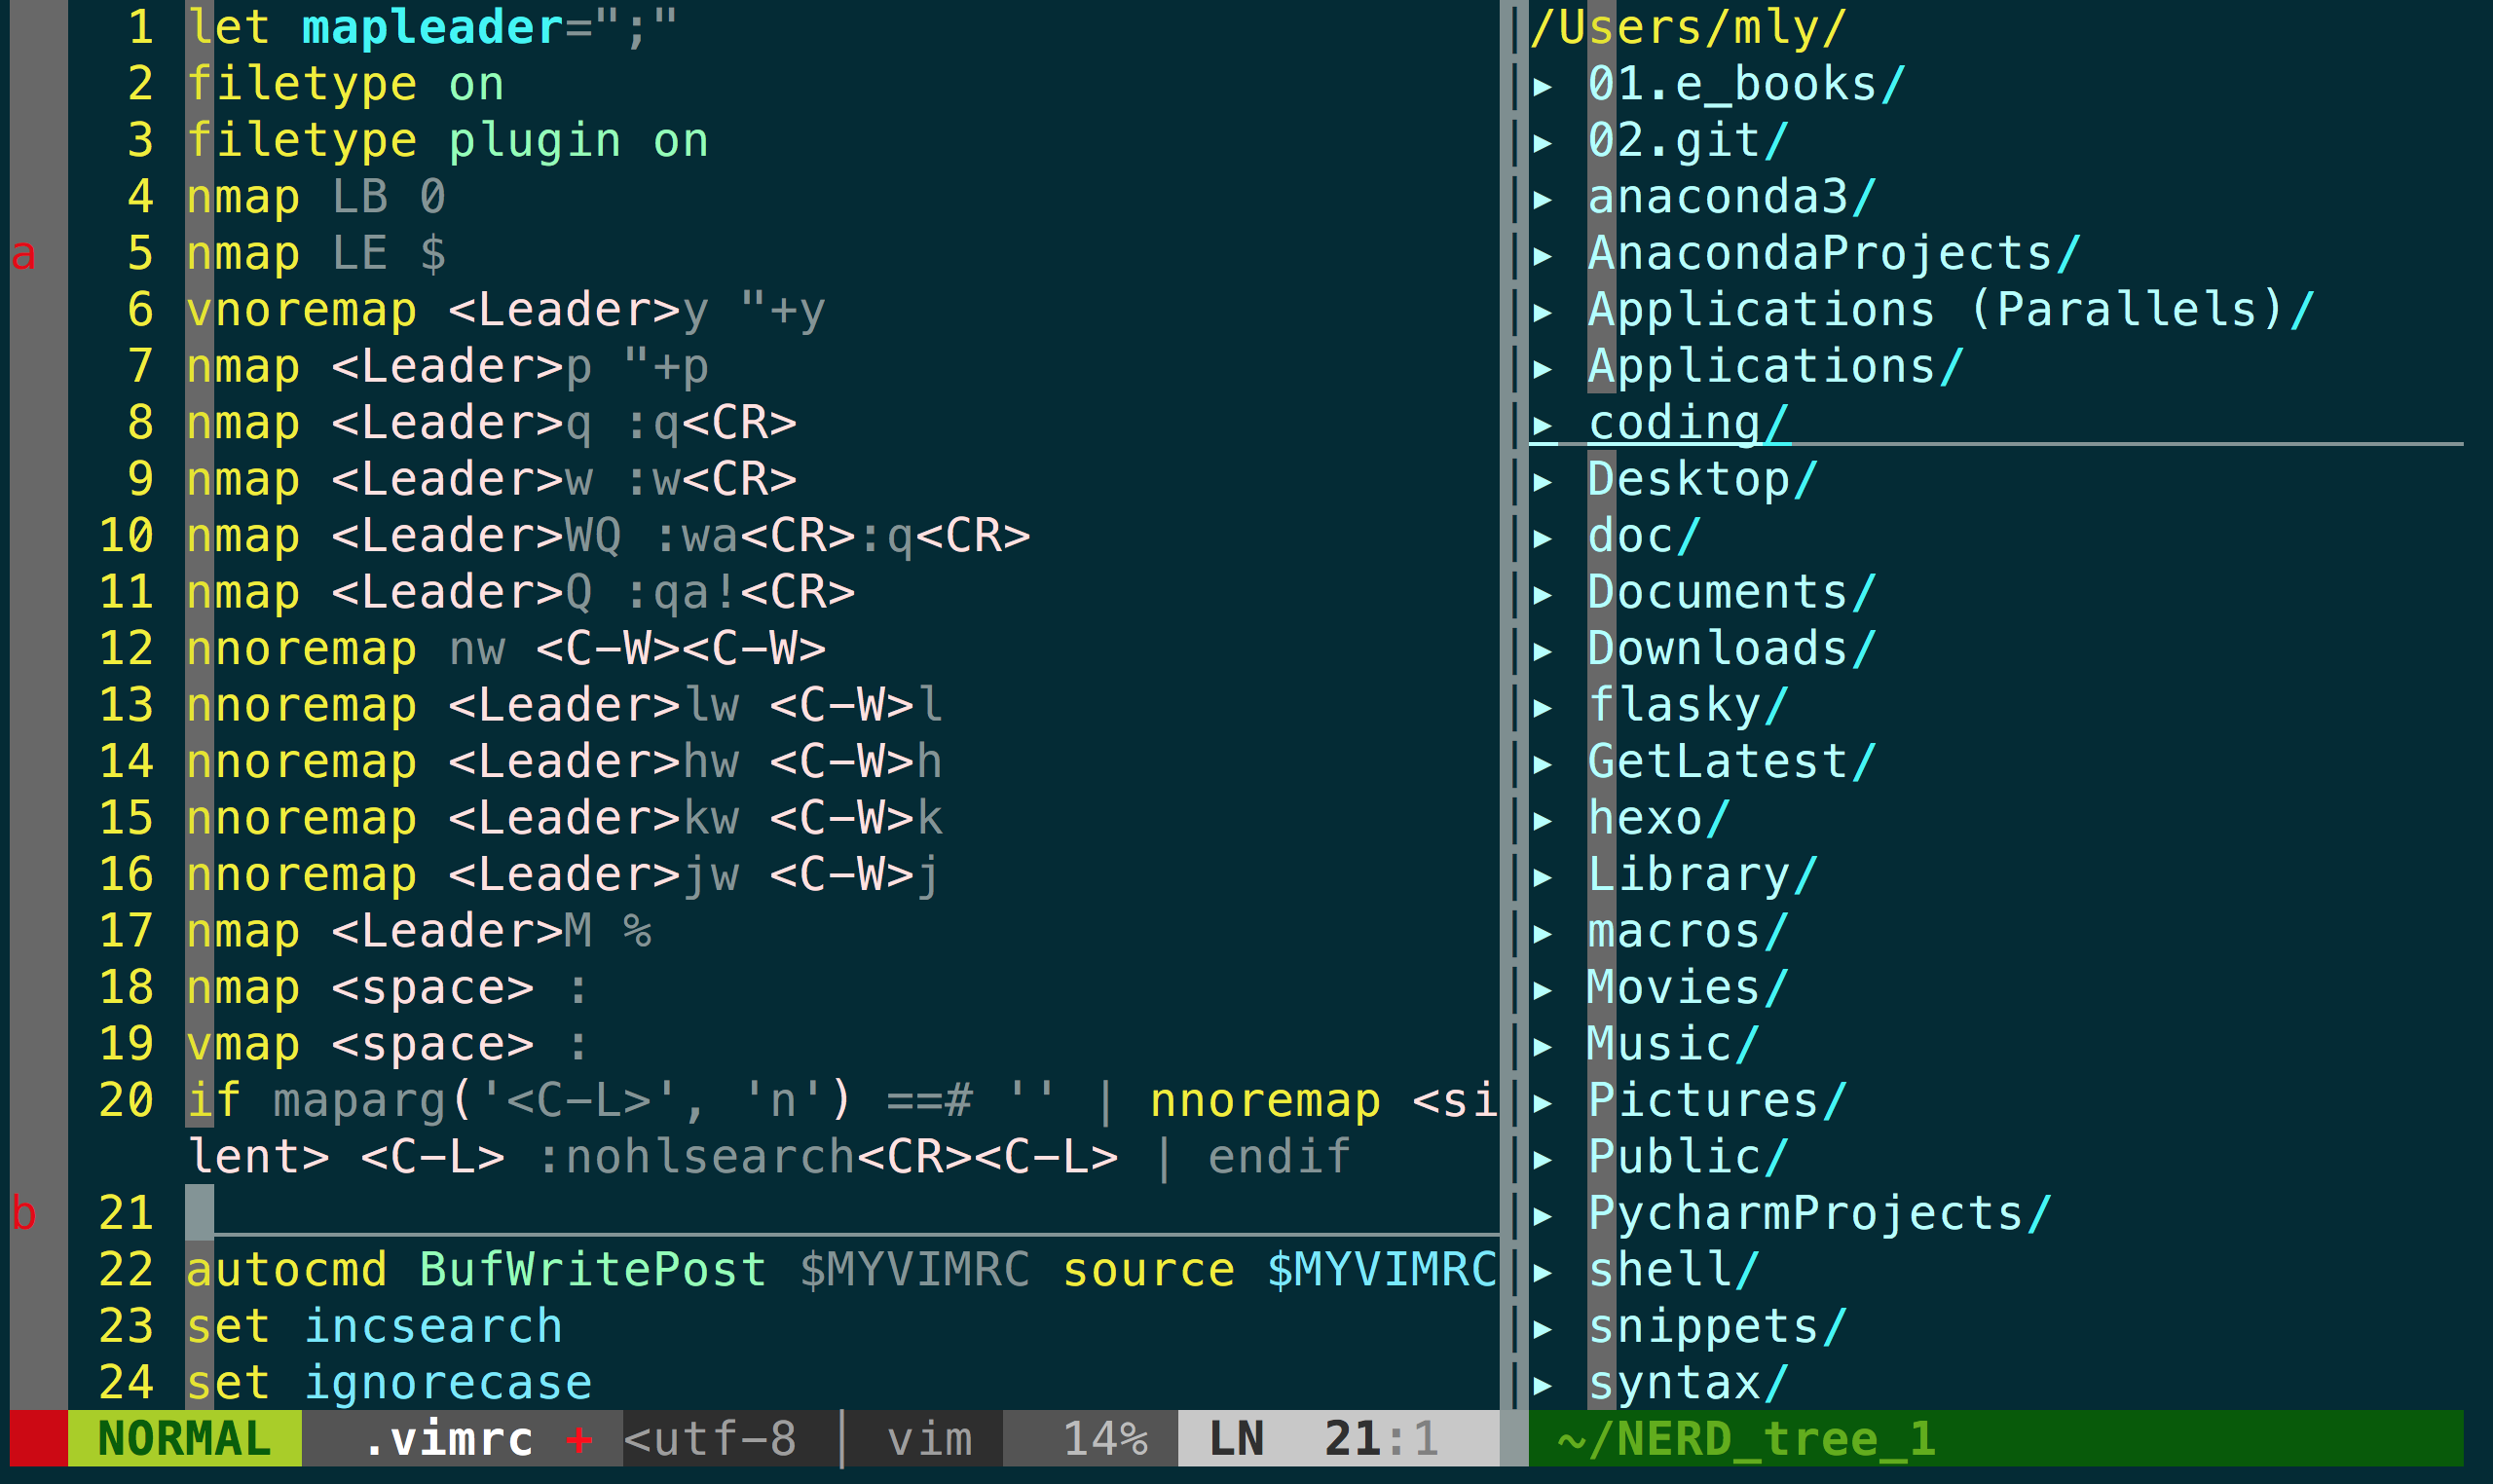 1 let mapleader=";"
2 filetype on
3 filetype plugin on
4 nmap LB 0
a 5 nmap LE $
6 vnoremap <Leader>y "+y
7 nmap <Leader>p "+p
8 nmap <Leader>q :q<CR>
9 nmap <Leader>w :w<CR>
10 nmap <Leader>WQ :wa<CR>:q<CR>
11 nmap <Leader>Q :qa!<CR>
12 nnoremap nw <C-W><C-W>
13 nnoremap <Leader>lw <C-W>l
14 nnoremap <Leader>hw <C-W>h
15 nnoremap <Leader>kw <C-W>k
16 nnoremap <Leader>jw <C-W>j
17 nmap <Leader>M %
18 nmap <space> :
19 vmap <space> :
20 if maparg('<C-L>', 'n') ==# '' | nnoremap <si
lent> <C-L> :nohlsearch<CR><C-L> | endif
b 21
22 autocmd BufWritePost $MYVIMRC source $MYVIMRC
23 set incsearch
24 set ignorecase
NORMAL .vimrc + <utf-8 | vim 14% LN 21:1
/Users/mly/
▸ 01.e_books/
▸ 02.git/
▸ anaconda3/
▸ AnacondaProjects/
▸ Applications (Parallels)/
▸ Applications/
▸ coding/
▸ Desktop/
▸ doc/
▸ Documents/
▸ Downloads/
▸ flasky/
▸ GetLatest/
▸ hexo/
▸ Library/
▸ macros/
▸ Movies/
▸ Music/
▸ Pictures/
▸ Public/
▸ PycharmProjects/
▸ shell/
▸ snippets/
▸ syntax/
~/NERD_tree_1